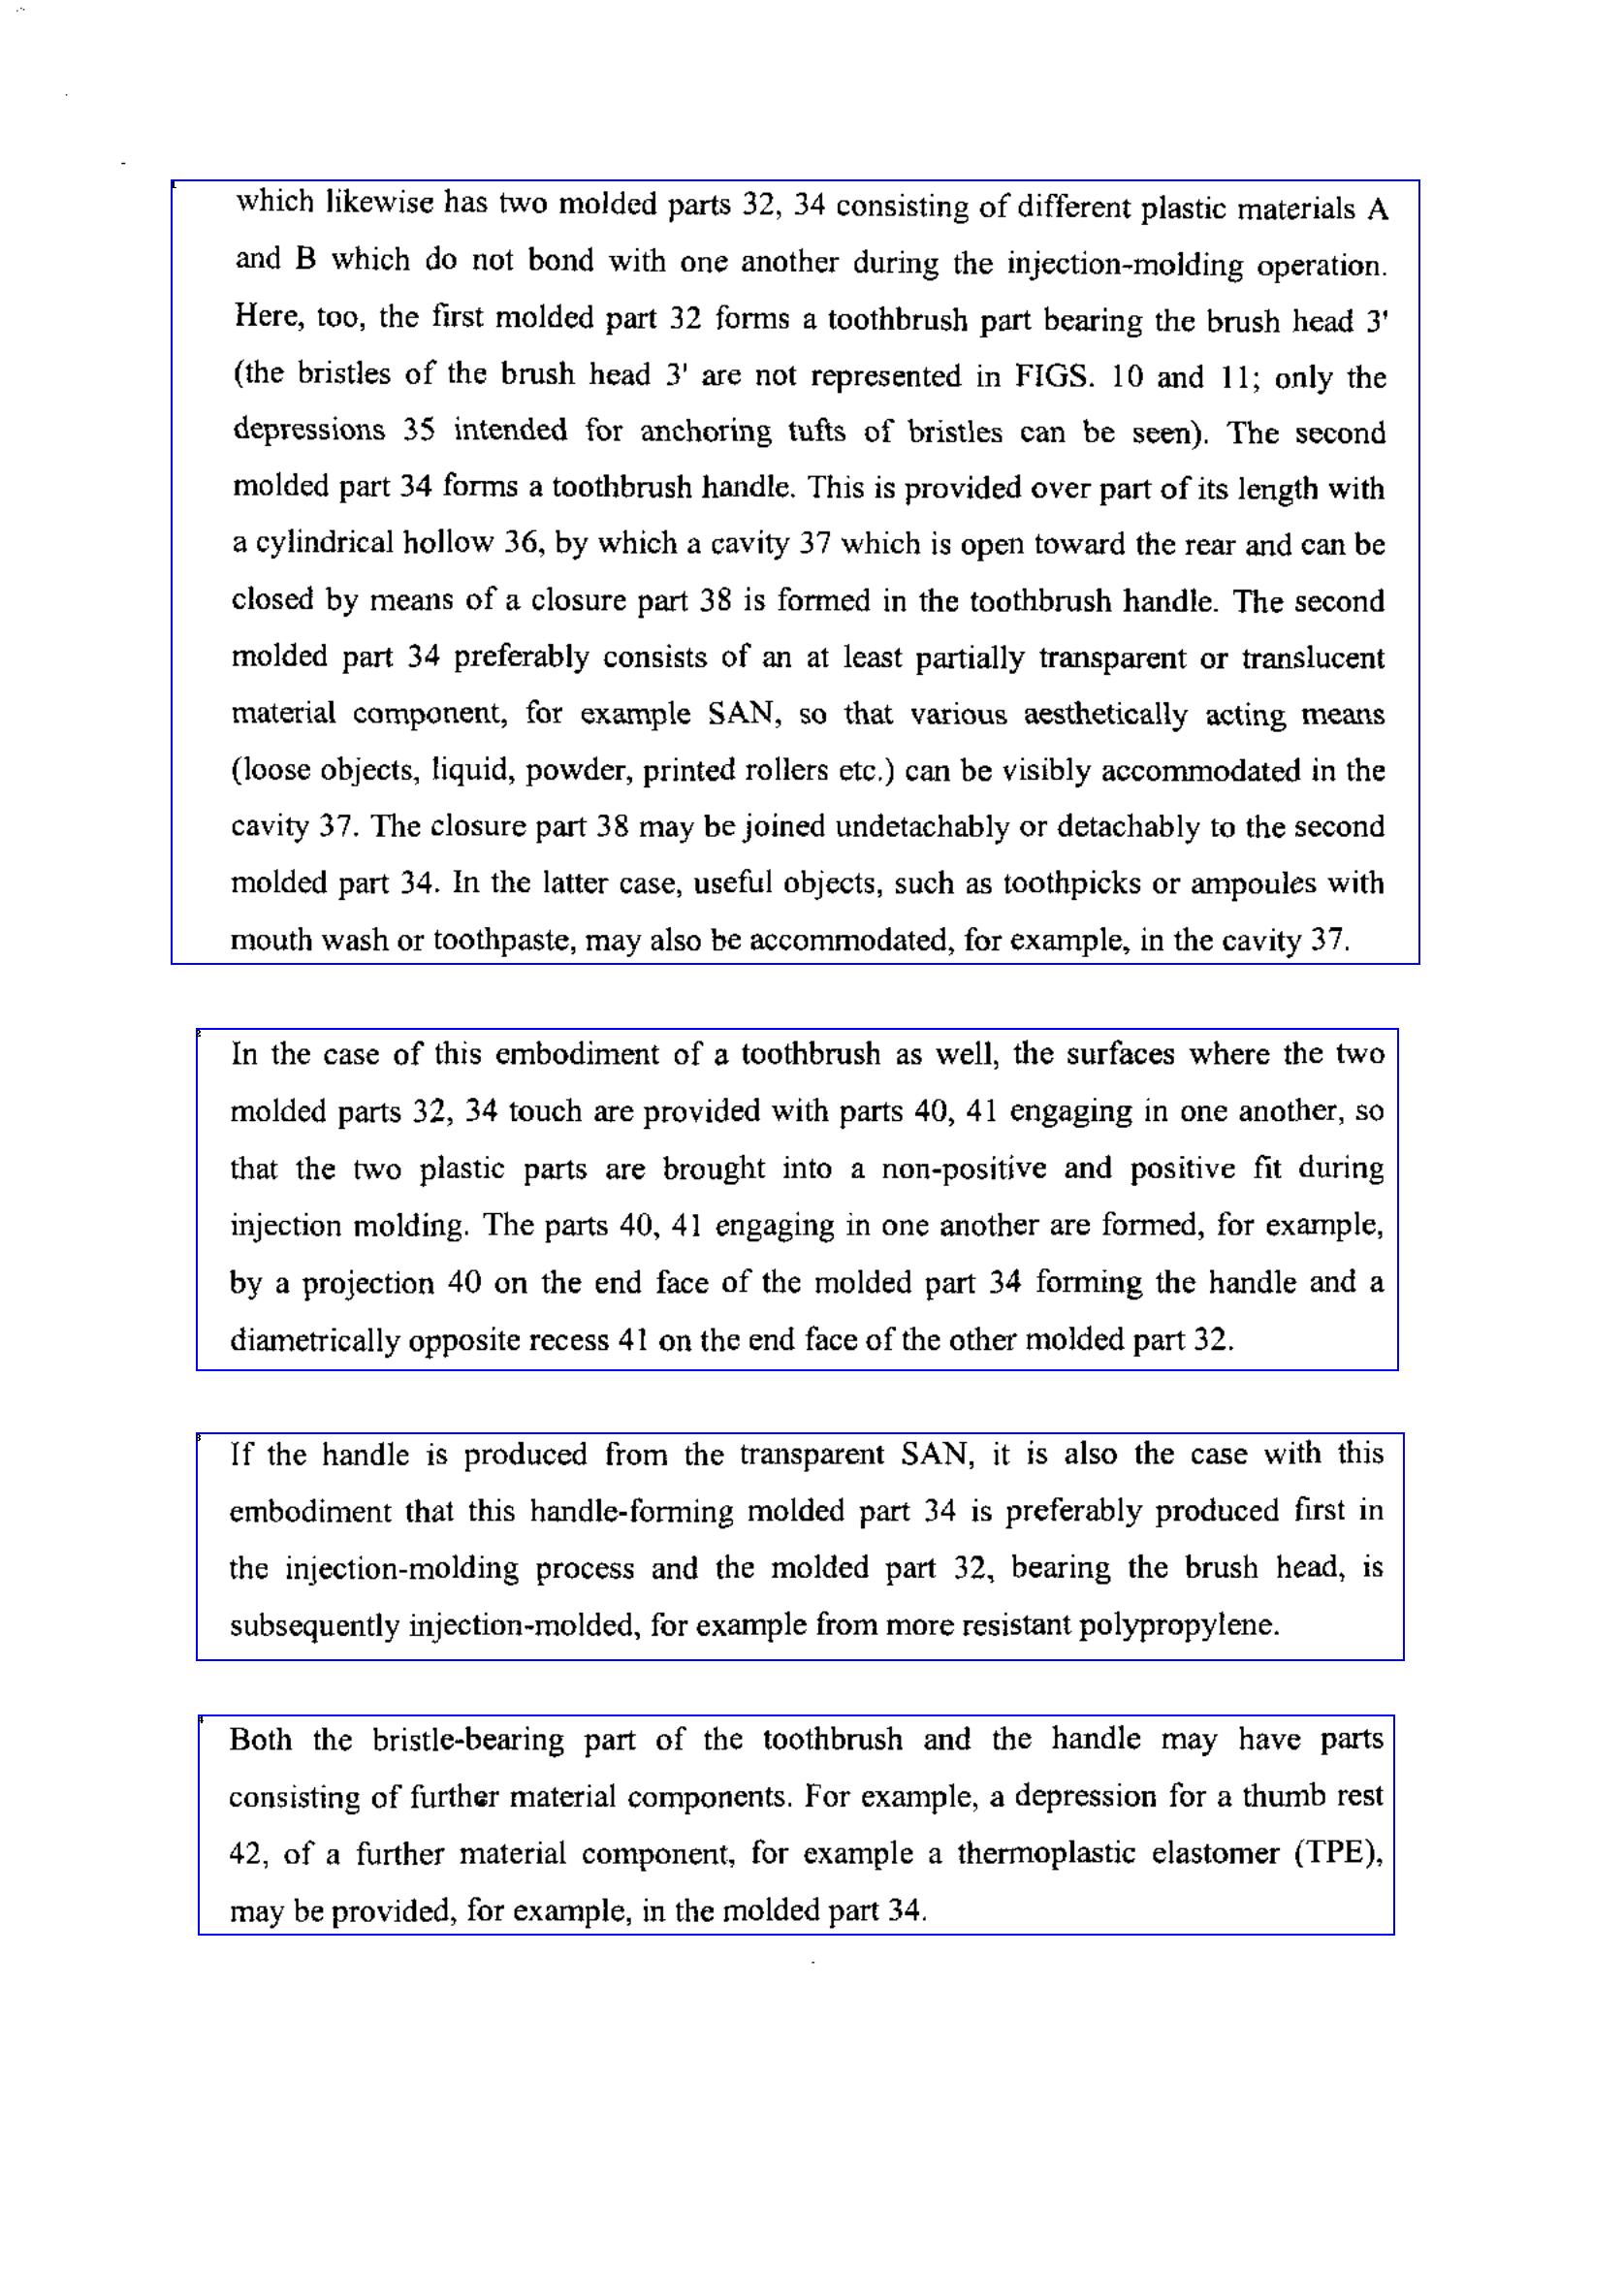 which likewise has two molded parts 32, 34 consisting of different plastic materials A
and B which do not bond with one another during the injection-molding operation.
Here, too, the first molded part 32 forms a toothbrush part bearing the brush head 3'
(the bristles of the brush head 3' are not represented in FIGS. 10 and 11; only the
depressions 35 intended for anchoring tufts of bristles can be seen). The second
molded part 34 forms a toothbrush handle. This is provided over part of its length with
a cylindrical hollow 36, by which a cavity 37 which is open toward the rear and can be
closed by means of a closure part 38 is formed in the toothbrush handle. The second
molded part 34 preferably consists of an at least partially transparent or translucent
material component, for example SAN, so that various aesthetically acting means
(loose objects, liquid, powder, printed rollers etc.) can be visibly accommodated in the
cavity 37. The closure part 38 may be joined undetachably or detachably to the second
molded part 34. In the latter case, useful objects, such as toothpicks or ampoules with
mouth wash or toothpaste, may also be accommodated, for example, in the cavity 37.
In the case of this embodiment of a toothbrush as well, the surfaces where the two
molded parts 32, 34 touch are provided with parts 40, 41 engaging in one another, so
that the two plastic parts are brought into a non-positive and positive fit during
injection molding. The parts 40, 41 engaging in one another are formed, for example,
by a projection 40 on the end face of the molded part 34 forming the handle and a
diametrically opposite recess 41 on the end face of the other molded part 32.
If the handle is produced from the transparent SAN, it is also the case with this
embodiment that this handle-forming molded part 34 is preferably produced first in
the injection-molding process and the molded part 32, bearing the brush head, is
subsequently injection-molded, for example from more resistant polypropylene.
Both the bristle-bearing part of the toothbrush and the handle may have parts
consisting of further material components. For example, a depression for a thumb rest
42, of a further material component, for example a thermoplastic elastomer (TPE),
may be provided, for example, in the molded part 34.